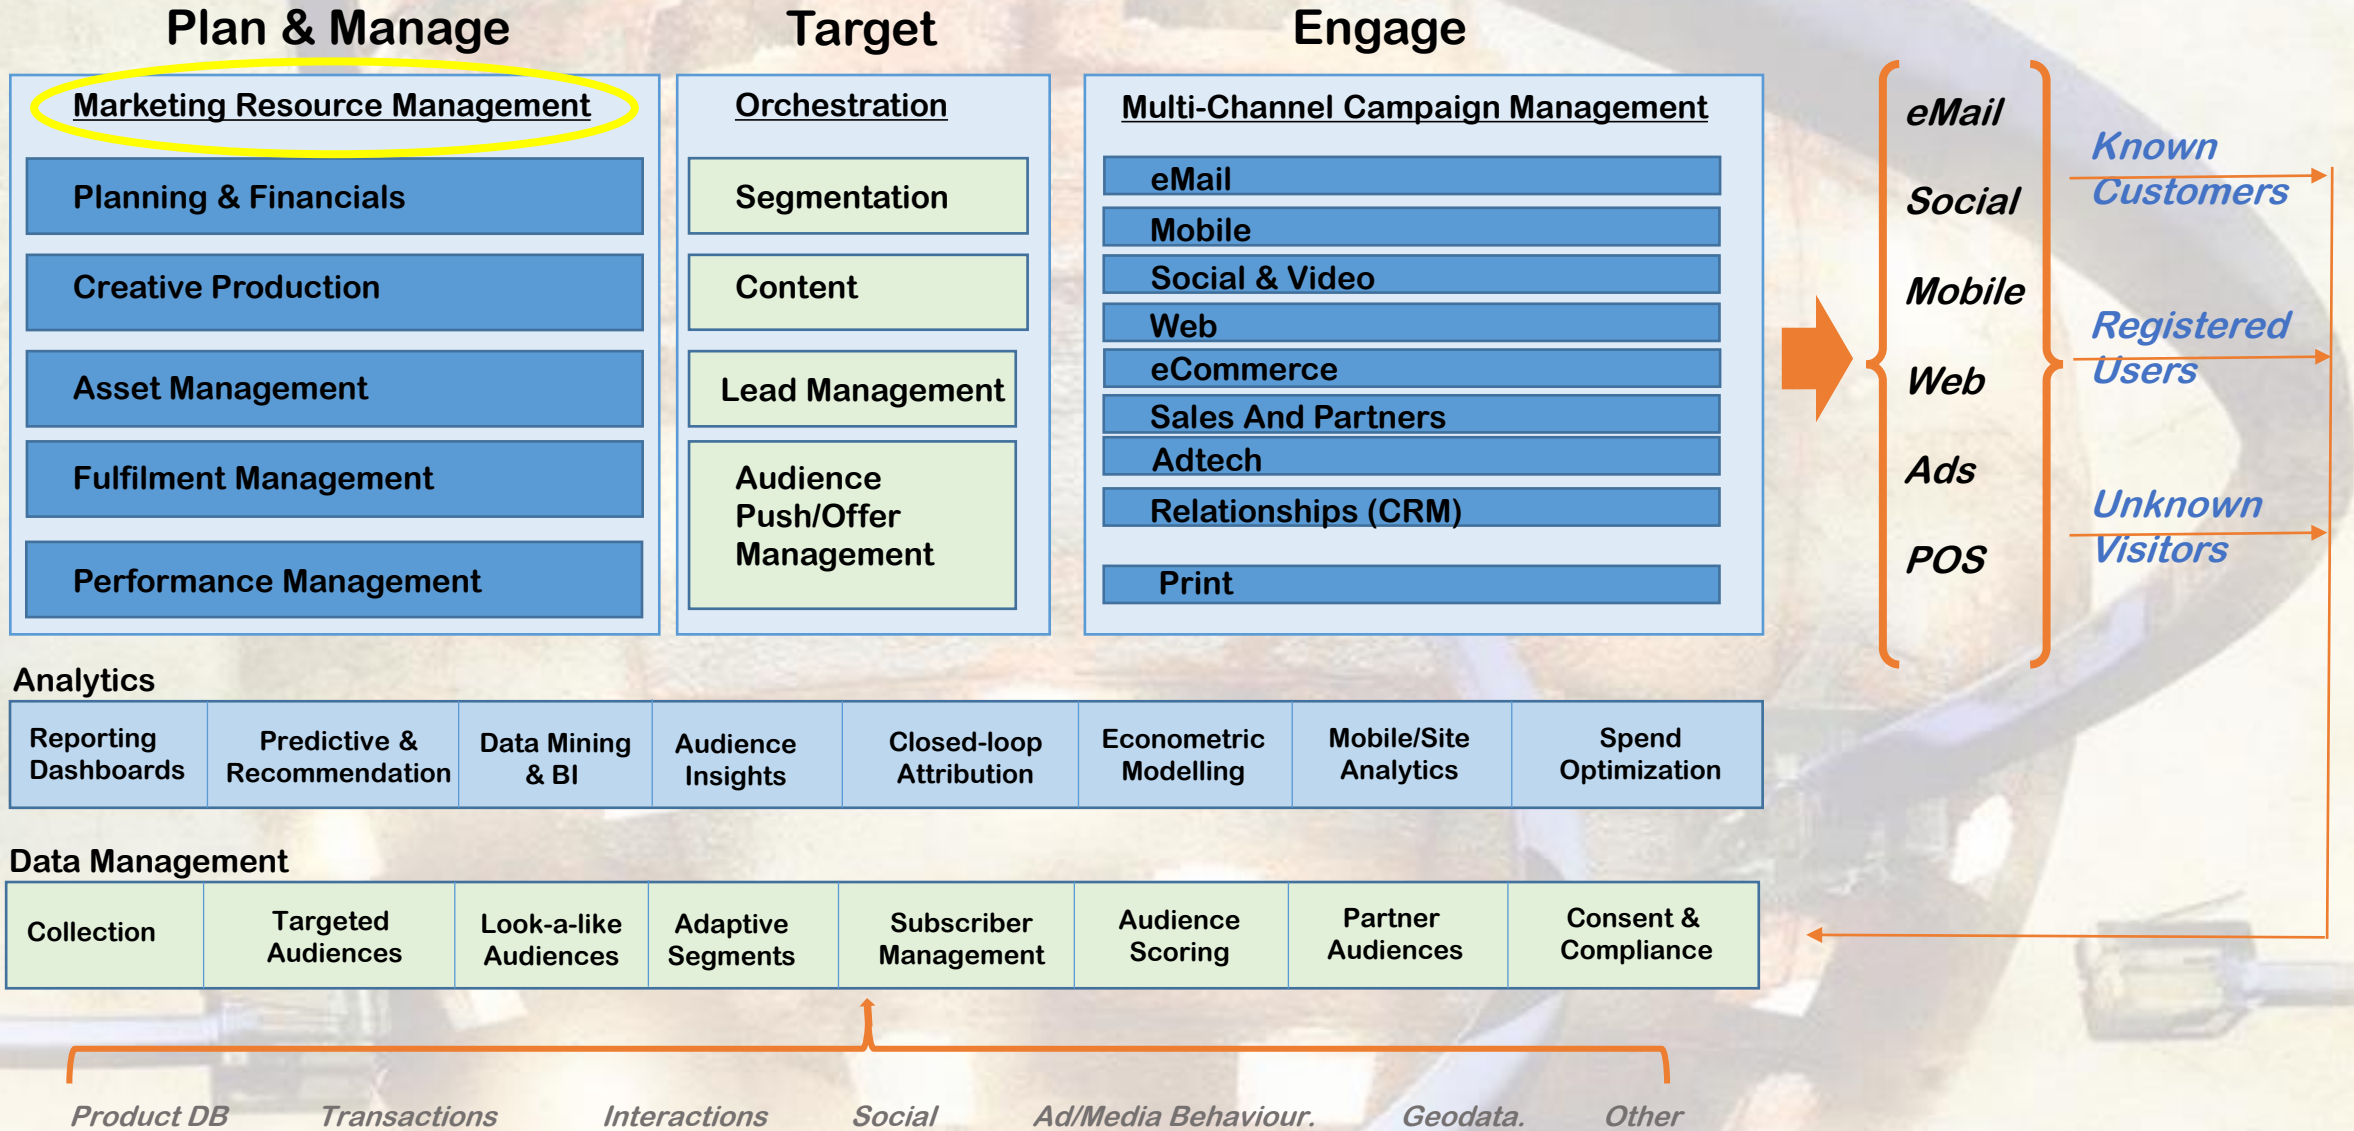 Plan & Manage
Target
Engage
Marketing Resource Management
Planning & Financials
Creative Production
Asset Management
Fulfilment Management
Performance Management
Orchestration
Segmentation
Content
Lead Management
Audience
Push/Offer
Management
Multi-Channel Campaign Management
eMail
Mobile
Social & Video
Web
eCommerce
Sales And Partners
Adtech
Relationships (CRM)
Print
eMail
Social
Mobile
Web
Ads
POS
Known
Customers
Registered
Users
Unknown
Visitors
Analytics
Reporting
Dashboards
Predictive &
Recommendation
Data Mining
& BI
Audience
Insights
Closed-loop
Attribution
Econometric
Modelling
Mobile/Site
Analytics
Spend
Optimization
Data Management
Collection
Targeted
Audiences
Look-a-like
Audiences
Adaptive
Segments
Subscriber
Management
Audience
Scoring
Partner
Audiences
Consent &
Compliance
Product DB
Transactions
Interactions
Social
Ad/Media Behaviour.
Geodata.
Other